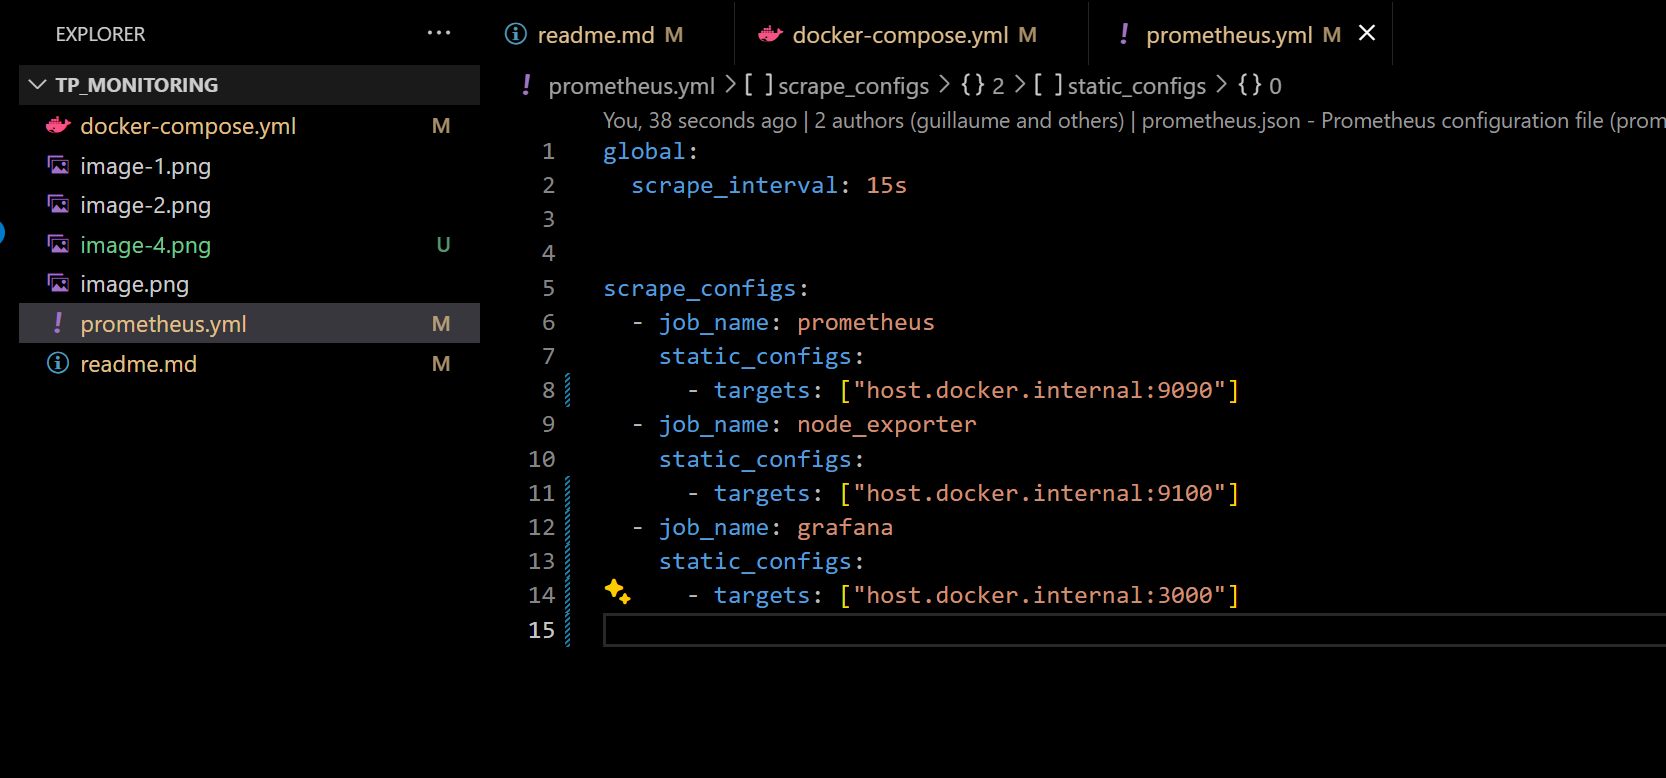 EXPLORER ...
TP_MONITORING
docker-compose.yml M
image-1.png
image-2.png
image-4.png U
image.png
prometheus.yml M
readme.md M
readme.md M docker-compose.yml M ! prometheus.yml M
! prometheus.yml > [ ] scrape_configs > {} 2 > [ ] static_configs > {} 0
You, 38 seconds ago | 2 authors (guillaume and others) | prometheus.json - Prometheus configuration file (prom
1 global:
2   scrape_interval: 15s
3
4
5 scrape_configs:
6   - job_name: prometheus
7     static_configs:
8       - targets: ["host.docker.internal:9090"]
9   - job_name: node_exporter
10     static_configs:
11       - targets: ["host.docker.internal:9100"]
12   - job_name: grafana
13     static_configs:
14       - targets: ["host.docker.internal:3000"]
15